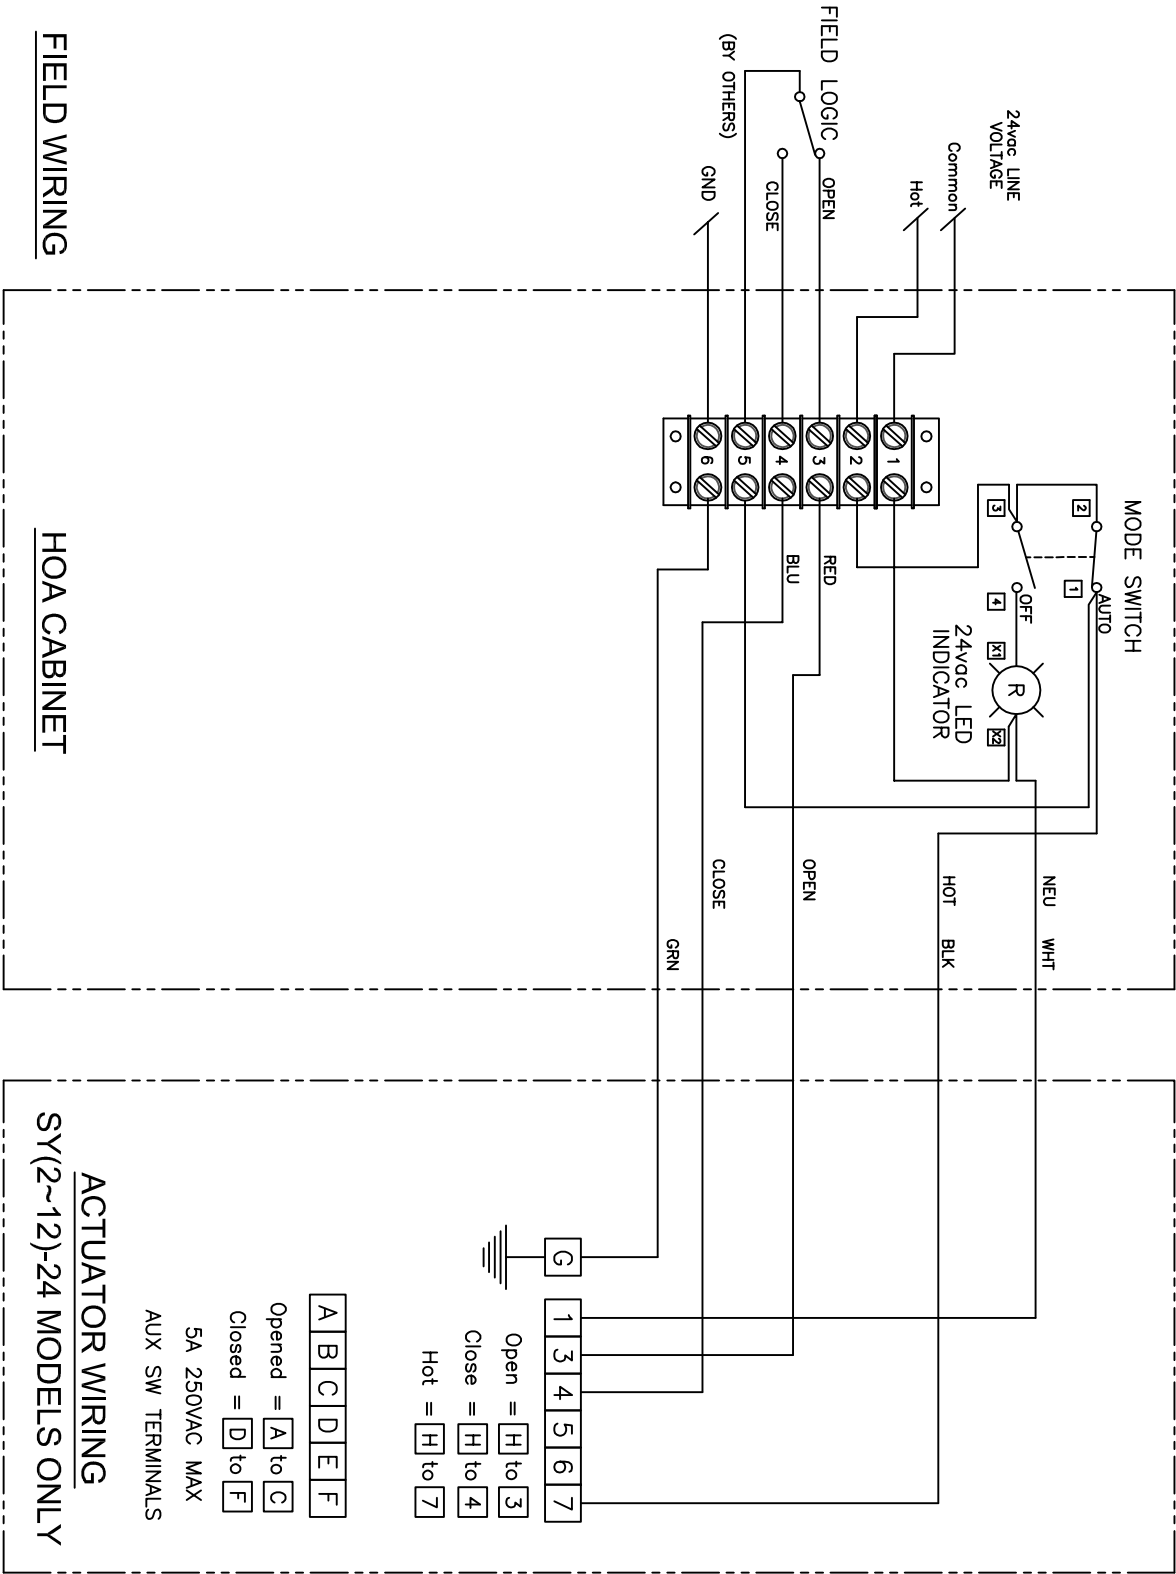 FIELD WIRING
HOA CABINET
ACTUATOR WIRING
SY(2~12)-24 MODELS ONLY
24vac LINE
VOLTAGE
Common
Hot
FIELD LOGIC
(BY OTHERS)
OPEN
CLOSE
GND
1
2
3
4
5
6
MODE SWITCH
2
1
AUTO
3
4
OFF
X1
R
X2
24vac LED
INDICATOR
RED
BLU
NEU WHT
HOT BLK
OPEN
CLOSE
GRN
G
1 3 4 5 6 7
Open = H to 3
Close = H to 4
Hot = H to 7
A B C D E F
Opened = A to C
Closed = D to F
5A 250VAC MAX
AUX SW TERMINALS